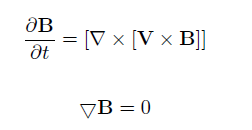 ∂B/∂t = [∇ × [V × B]]
▽B = 0